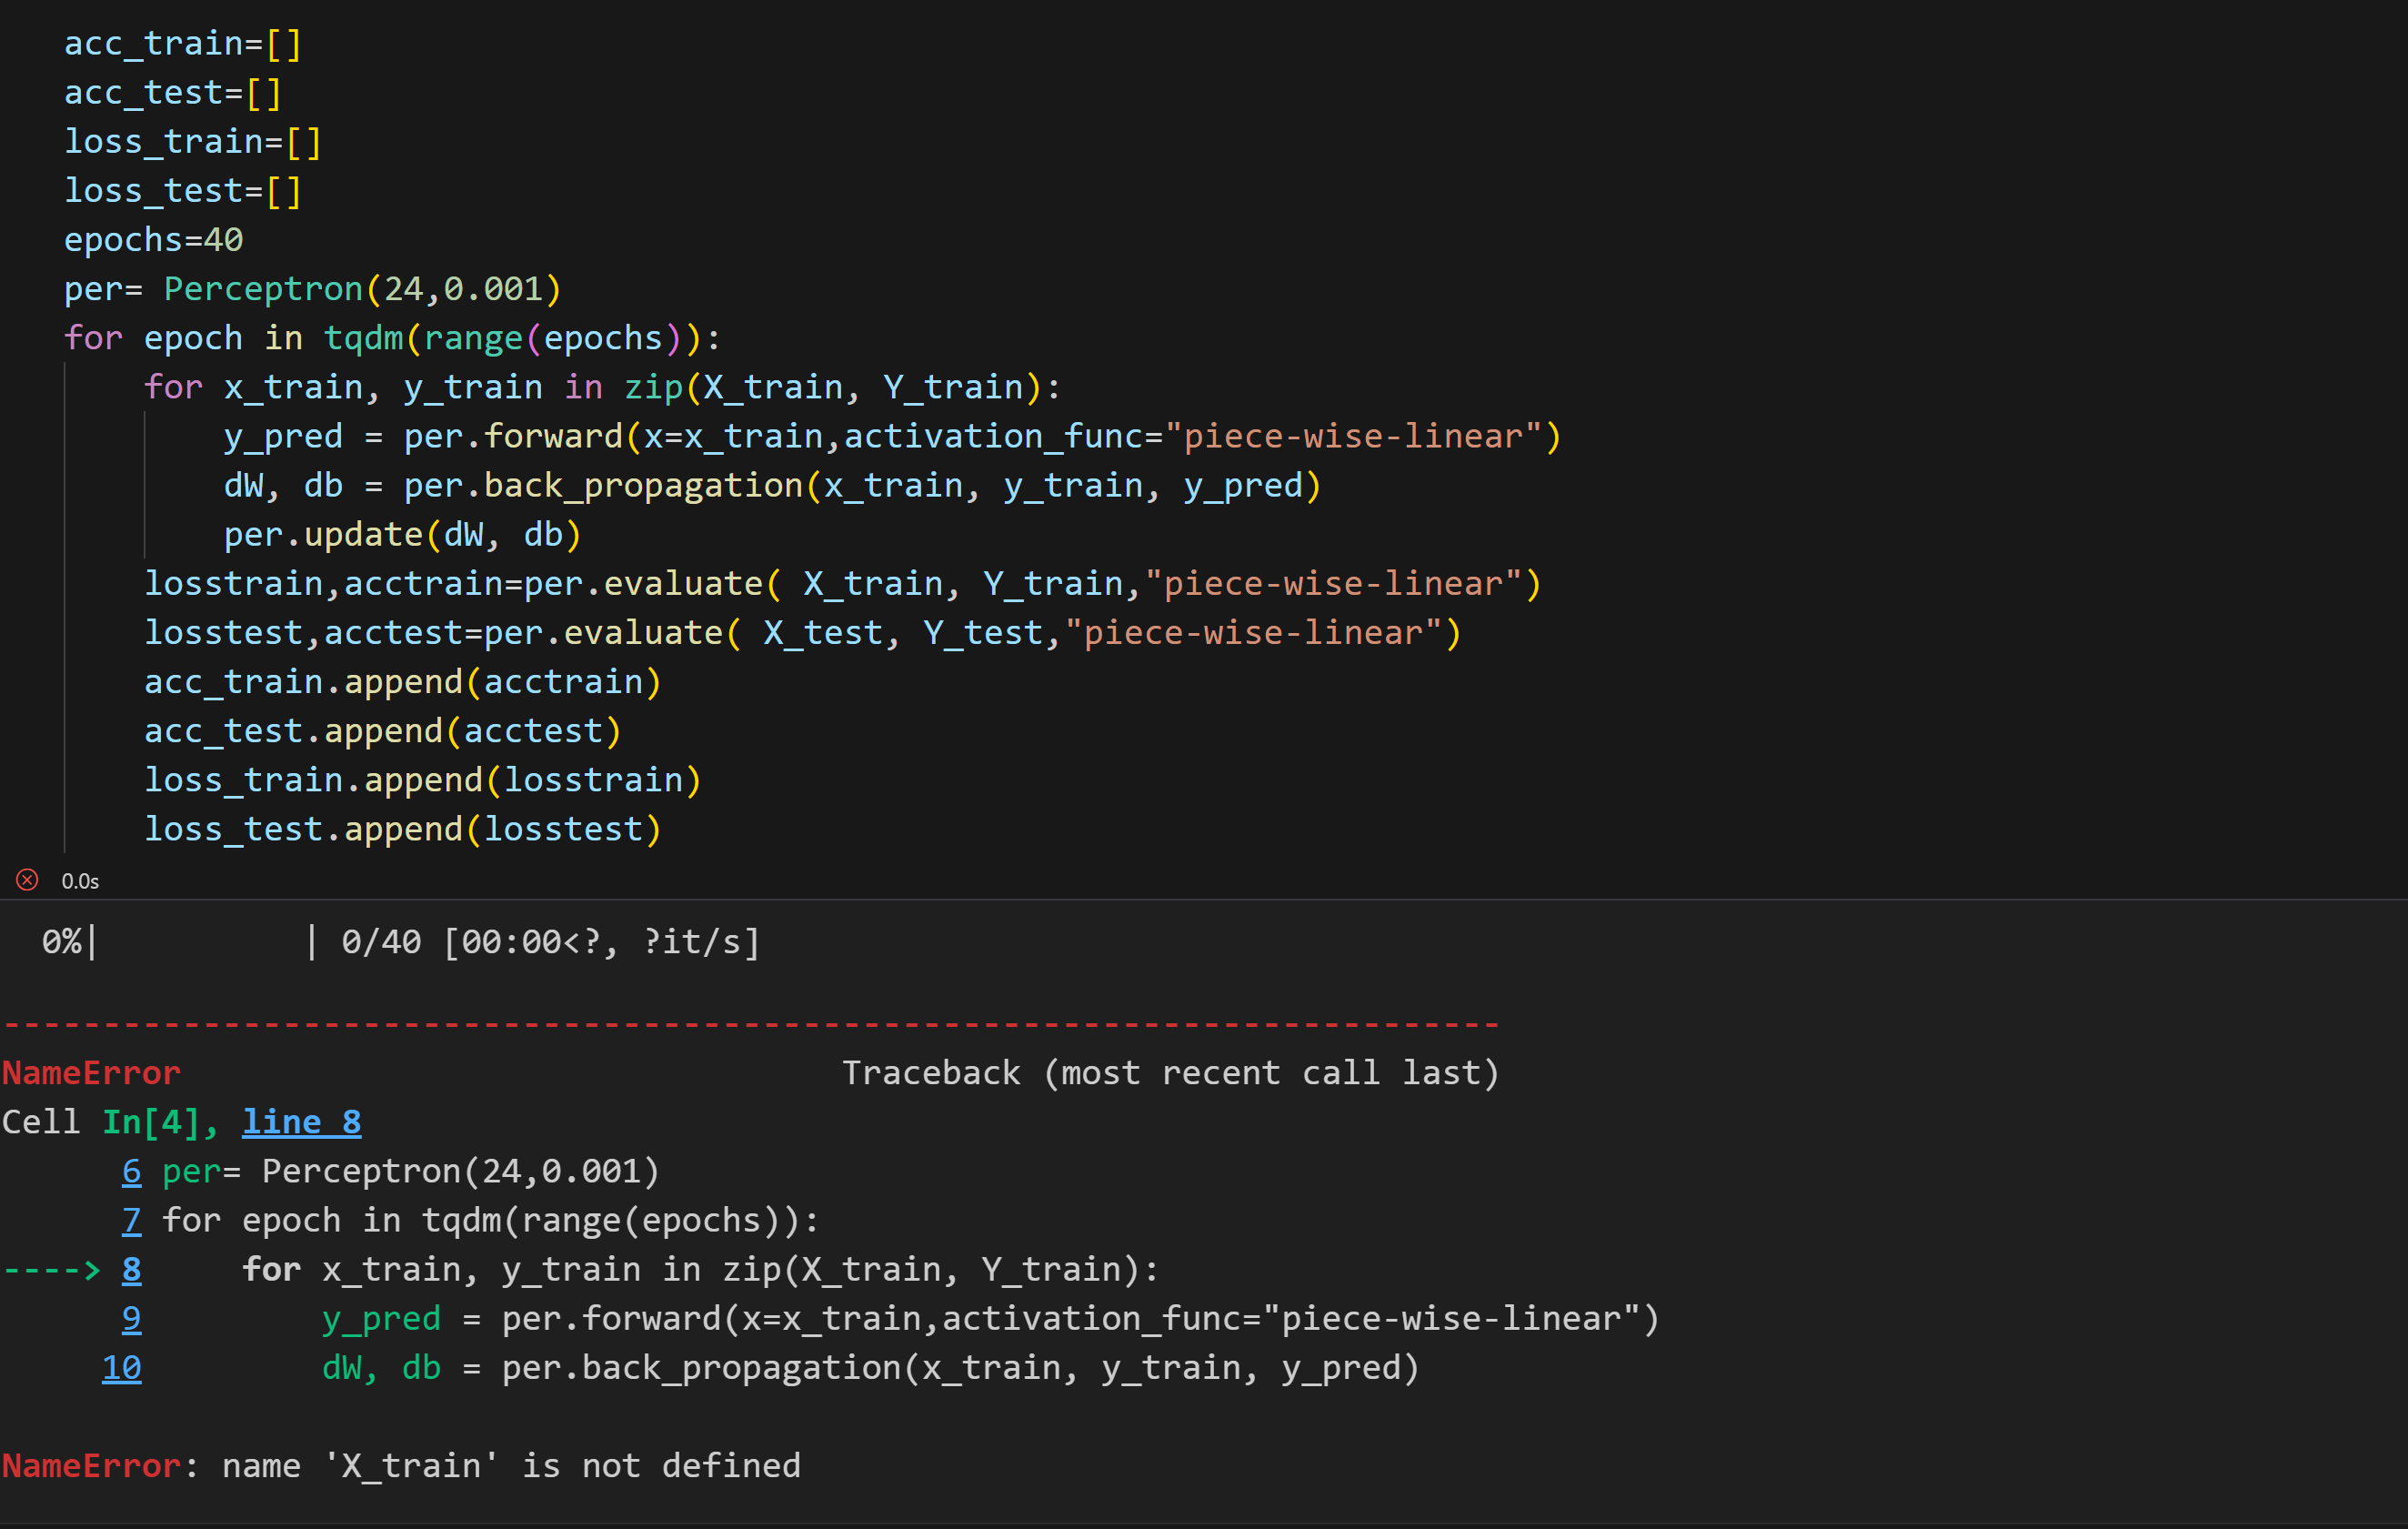 acc_train=[]
acc_test=[]
loss_train=[]
loss_test=[]
epochs=40
per= Perceptron(24,0.001)
for epoch in tqdm(range(epochs)):
    for x_train, y_train in zip(X_train, Y_train):
        y_pred = per.forward(x=x_train,activation_func="piece-wise-linear")
        dW, db = per.back_propagation(x_train, y_train, y_pred)
        per.update(dW, db)
    losstrain,acctrain=per.evaluate( X_train, Y_train,"piece-wise-linear")
    losstest,acctest=per.evaluate( X_test, Y_test,"piece-wise-linear")
    acc_train.append(acctrain)
    acc_test.append(acctest)
    loss_train.append(losstrain)
    loss_test.append(losstest)
0.0s
  0%|          | 0/40 [00:00<?, ?it/s]
---------------------------------------------------------------------------
NameError                                 Traceback (most recent call last)
Cell In[4], line 8
      6 per= Perceptron(24,0.001)
      7 for epoch in tqdm(range(epochs)):
----> 8     for x_train, y_train in zip(X_train, Y_train):
      9         y_pred = per.forward(x=x_train,activation_func="piece-wise-linear")
     10         dW, db = per.back_propagation(x_train, y_train, y_pred)
NameError: name 'X_train' is not defined